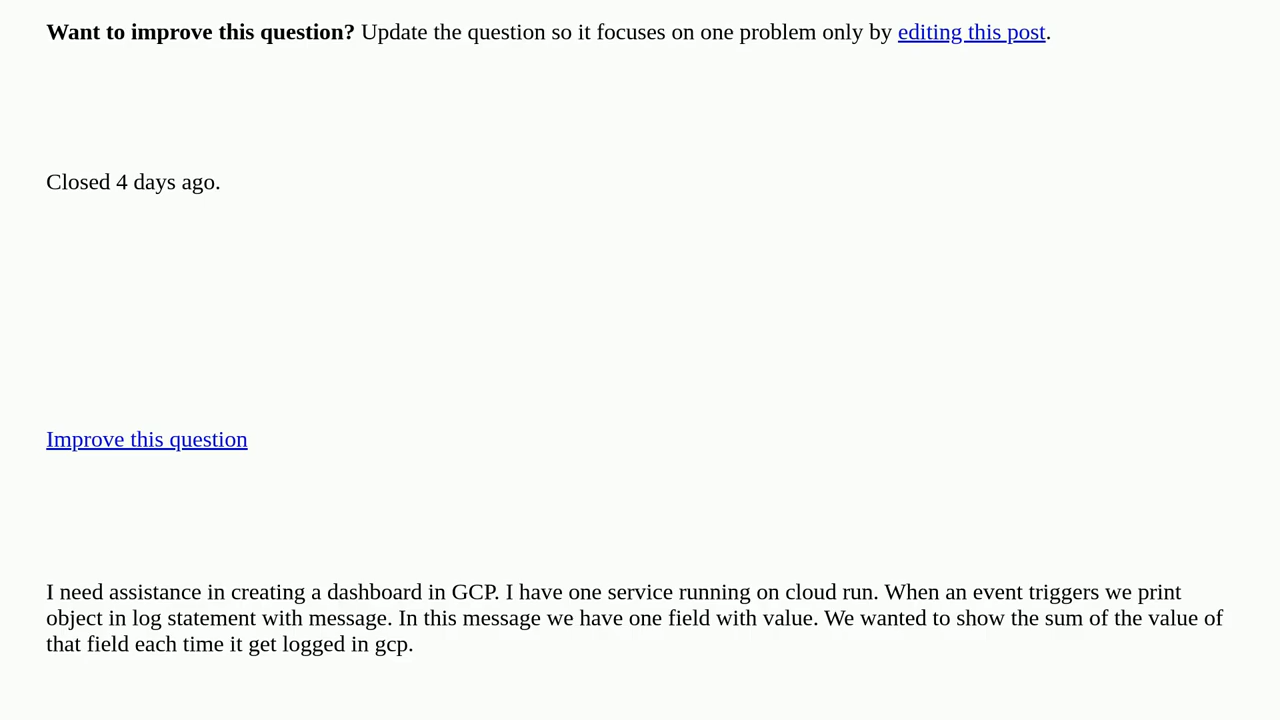 Want to improve this question? Update the question so it focuses on one problem only by editing this post.
Closed 4 days ago.
Improve this question
I need assistance in creating a dashboard in GCP. I have one service running on cloud run. When an event triggers we print
object in log statement with message. In this message we have one field with value. We wanted to show the sum of the value of
that field each time it get logged in gcp.